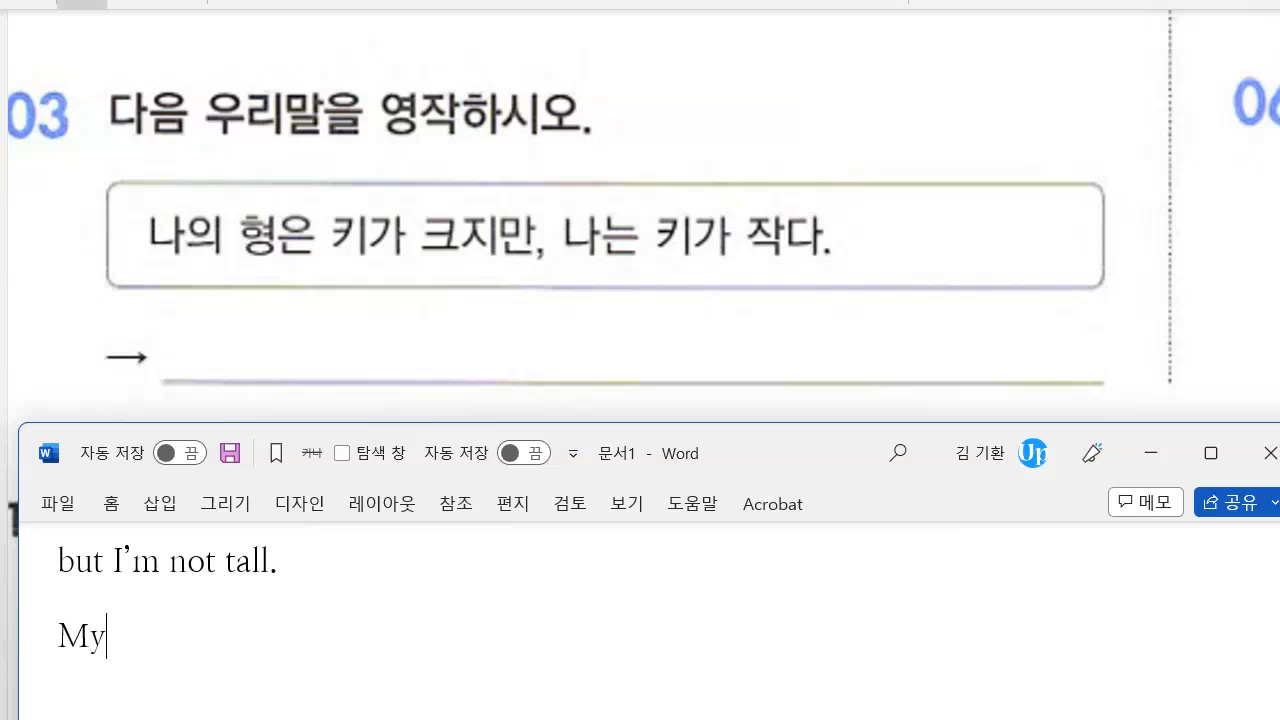 03 다음 우리말을 영작하시오.
나의 형은 키가 크지만, 나는 키가 작다.
→
자동 저장 끔 가나 탐색 창 자동 저장 끔 문서1 - Word 김 기환 Up
파일 홈 삽입 그리기 디자인 레이아웃 참조 편지 검토 보기 도움말 Acrobat 메모 공유
but I’m not tall.
My